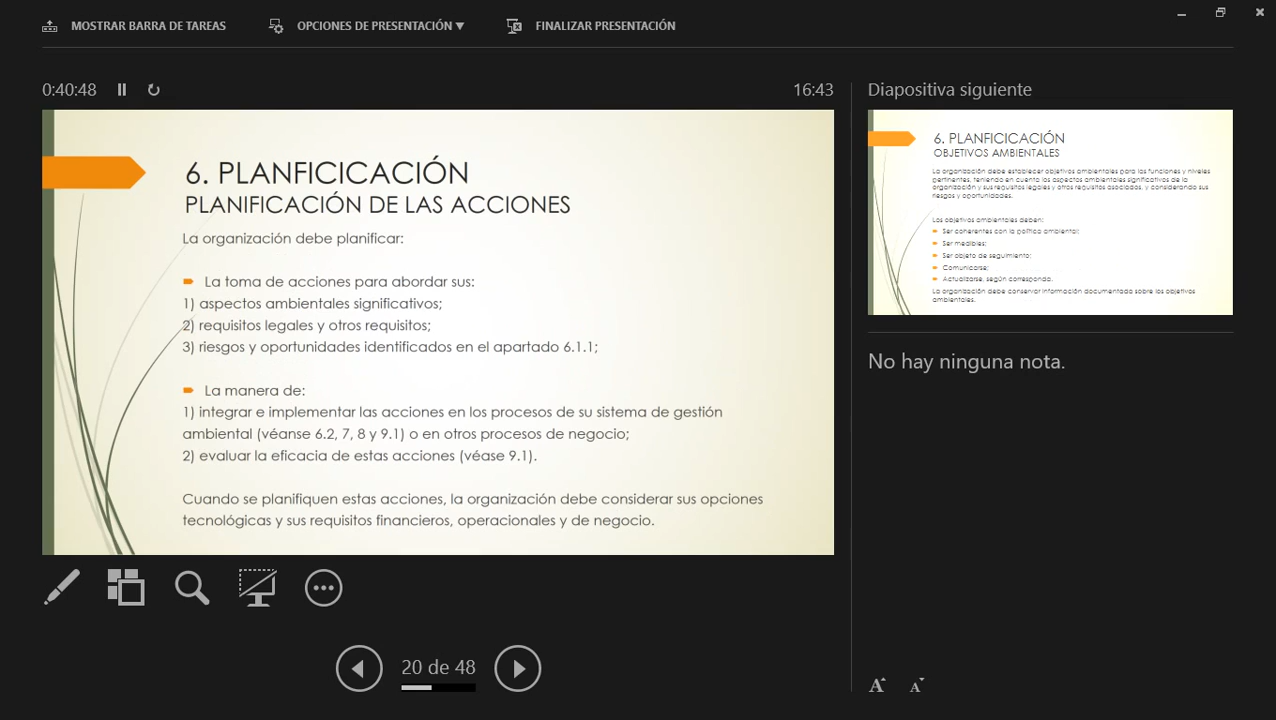 MOSTRAR BARRA DE TAREAS
OPCIONES DE PRESENTACIÓN ▼
FINALIZAR PRESENTACIÓN
0:40:48
16:43
6. PLANFICICACIÓN
PLANIFICACIÓN DE LAS ACCIONES
La organización debe planificar:
La toma de acciones para abordar sus:
1) aspectos ambientales significativos;
2) requisitos legales y otros requisitos;
3) riesgos y oportunidades identificados en el apartado 6.1.1;
La manera de:
1) integrar e implementar las acciones en los procesos de su sistema de gestión
ambiental (véanse 6.2, 7, 8 y 9.1) o en otros procesos de negocio;
2) evaluar la eficacia de estas acciones (véase 9.1).
Cuando se planifiquen estas acciones, la organización debe considerar sus opciones
tecnológicas y sus requisitos financieros, operacionales y de negocio.
20 de 48
Diapositiva siguiente
6. PLANFICICACIÓN
OBJETIVOS AMBIENTALES
La organización debe establecer objetivos ambientales para las funciones y niveles
pertinentes, teniendo en cuenta los aspectos ambientales significativos de la
organización y sus requisitos legales y otros requisitos asociados, y considerando sus
riesgos y oportunidades.
Los objetivos ambientales deben:
Ser coherentes con la política ambiental;
Ser medibles;
Ser objeto de seguimiento;
Comunicarse;
Actualizarse, según corresponda.
La organización debe conservar información documentada sobre los objetivos
ambientales.
No hay ninguna nota.
A A